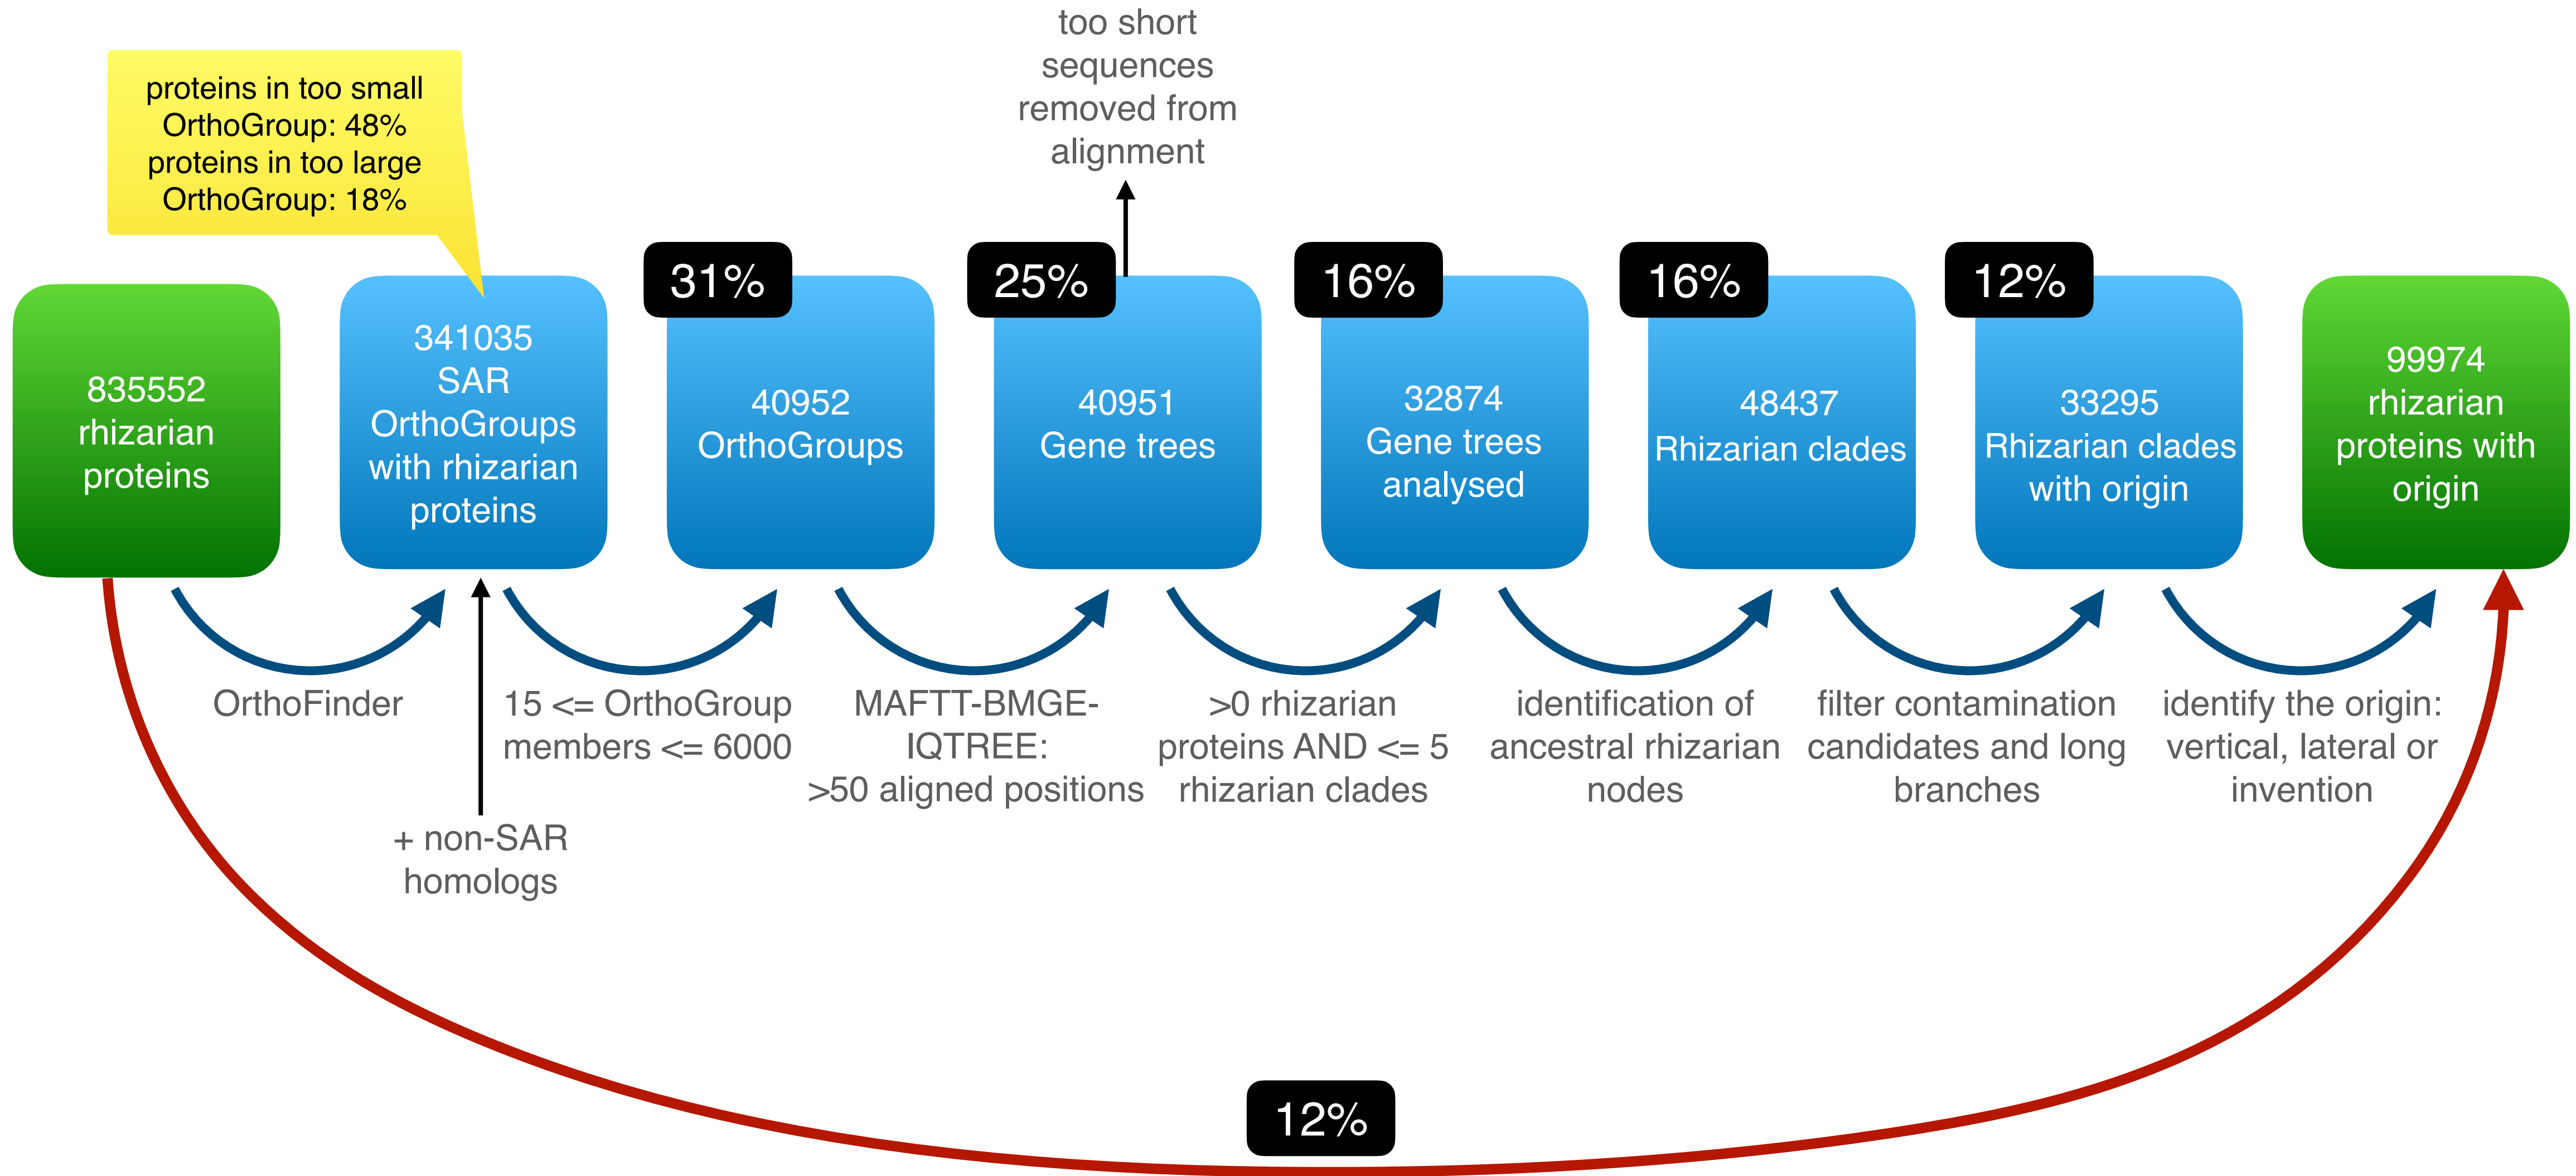 too short
sequences
removed from
alignment
proteins in too small
OrthoGroup: 48%
proteins in too large
OrthoGroup: 18%
31%
25%
16%
16%
12%
835552
rhizarian
proteins
341035
SAR
OrthoGroups
with rhizarian
proteins
40952
OrthoGroups
40951
Gene trees
32874
Gene trees
analysed
48437
Rhizarian clades
33295
Rhizarian clades
with origin
99974
rhizarian
proteins with
origin
OrthoFinder
15 <= OrthoGroup
members <= 6000
MAFTT-BMGE-
IQTREE:
>50 aligned positions
>0 rhizarian
proteins AND <= 5
rhizarian clades
identification of
ancestral rhizarian
nodes
filter contamination
candidates and long
branches
identify the origin:
vertical, lateral or
invention
+ non-SAR
homologs
12%